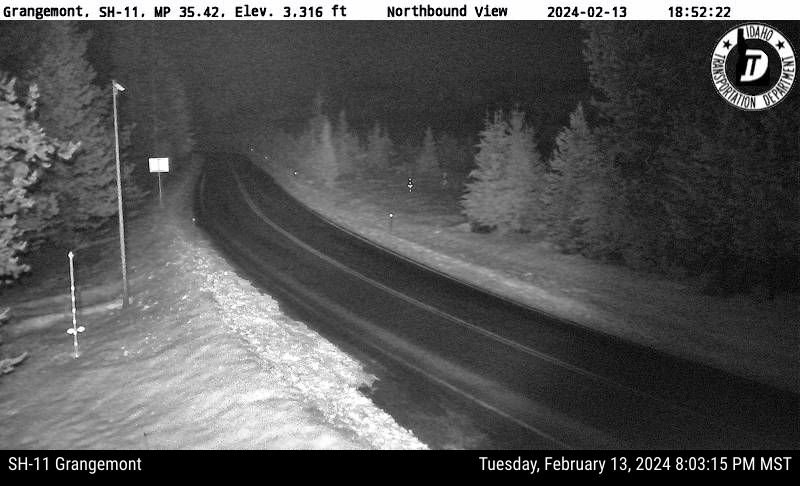 Grangemont, SH-11, MP 35.42, Elev. 3,316 ft Northbound View 2024-02-13 18:52:22
IDAHO
TRANSPORTATION DEPARTMENT
SH-11 Grangemont Tuesday, February 13, 2024 8:03:15 PM MST